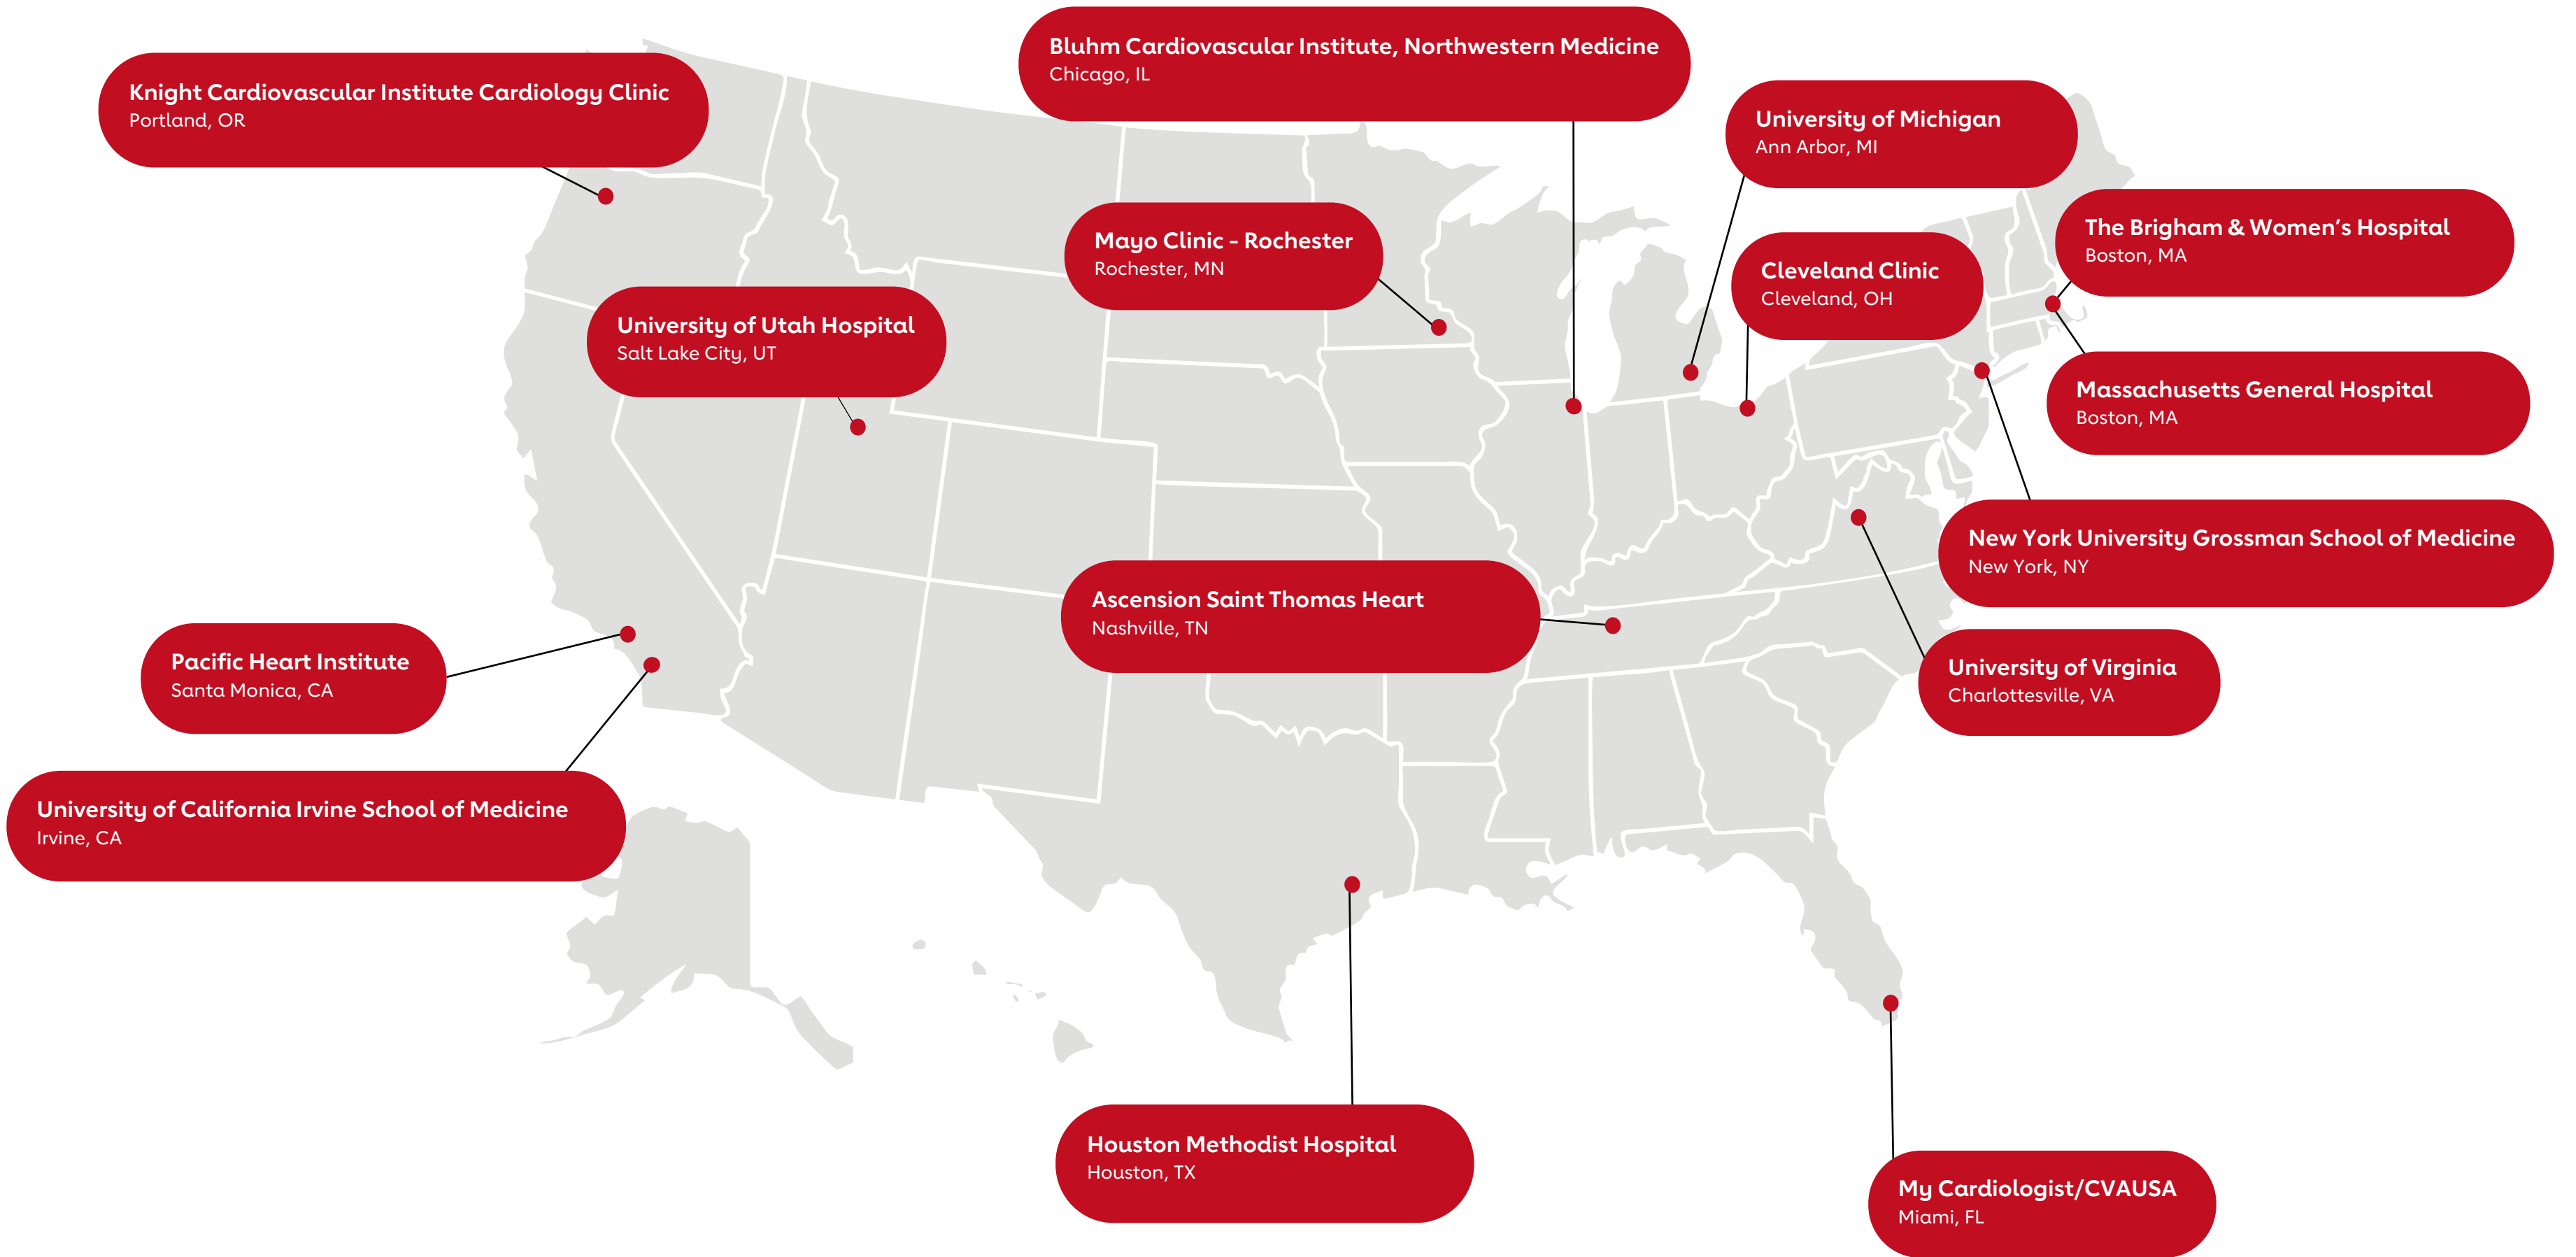 Bluhm Cardiovascular Institute, Northwestern Medicine
Chicago, IL
Knight Cardiovascular Institute Cardiology Clinic
Portland, OR
University of Michigan
Ann Arbor, MI
The Brigham & Women’s Hospital
Boston, MA
Mayo Clinic - Rochester
Rochester, MN
Cleveland Clinic
Cleveland, OH
University of Utah Hospital
Salt Lake City, UT
Massachusetts General Hospital
Boston, MA
New York University Grossman School of Medicine
New York, NY
Ascension Saint Thomas Heart
Nashville, TN
Pacific Heart Institute
Santa Monica, CA
University of Virginia
Charlottesville, VA
University of California Irvine School of Medicine
Irvine, CA
Houston Methodist Hospital
Houston, TX
My Cardiologist/CVAUSA
Miami, FL